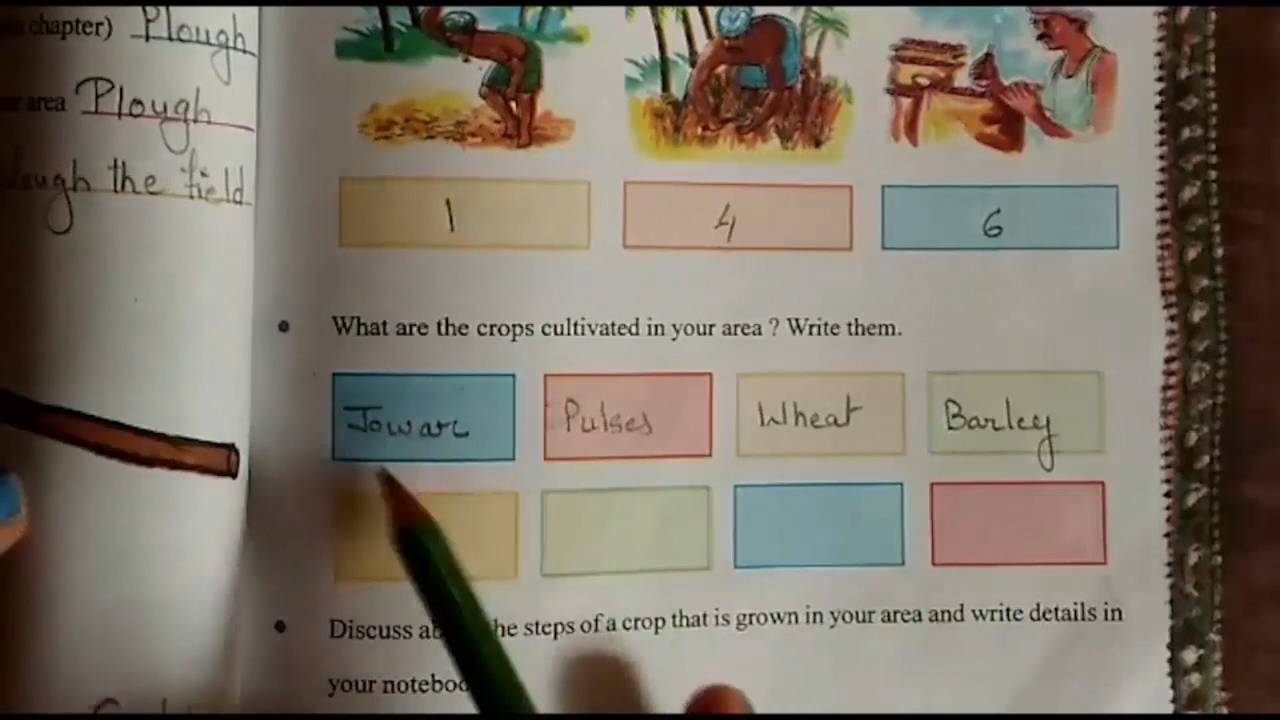 chapter) Plough
area Plough
the field
1 4 6
What are the crops cultivated in your area ? Write them.
Jowar Pulses Wheat Barley
Discuss the steps of a crop that is grown in your area and write details in
your